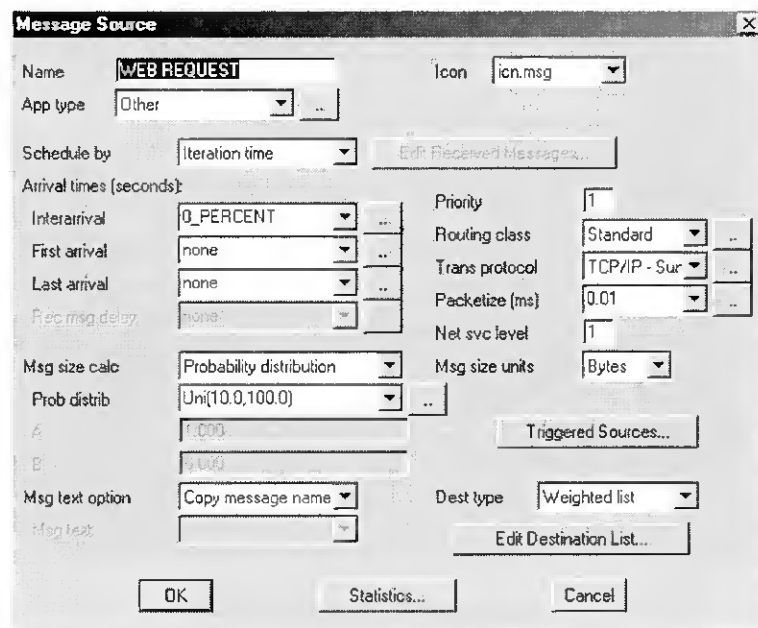 Message Source
Name WEB REQUEST Icon icn.msg
App type Other ..
Schedule by Iteration time Edit Received Messages...
Arrival times (seconds):
Interarrival 0_PERCENT .. Priority 1
First arrival none .. Routing class Standard ..
Last arrival none .. Trans protocol TCP/IP - Sur ..
Rec msg delay none Packetize (ms) 0.01 ..
Net svc level 1
Msg size calc Probability distribution Msg size units Bytes
Prob distrib Uni(10.0,100.0) ..
A 1.000 Triggered Sources...
B
Msg text option Copy message name Dest type Weighted list
Msg text Edit Destination List...
OK Statistics... Cancel